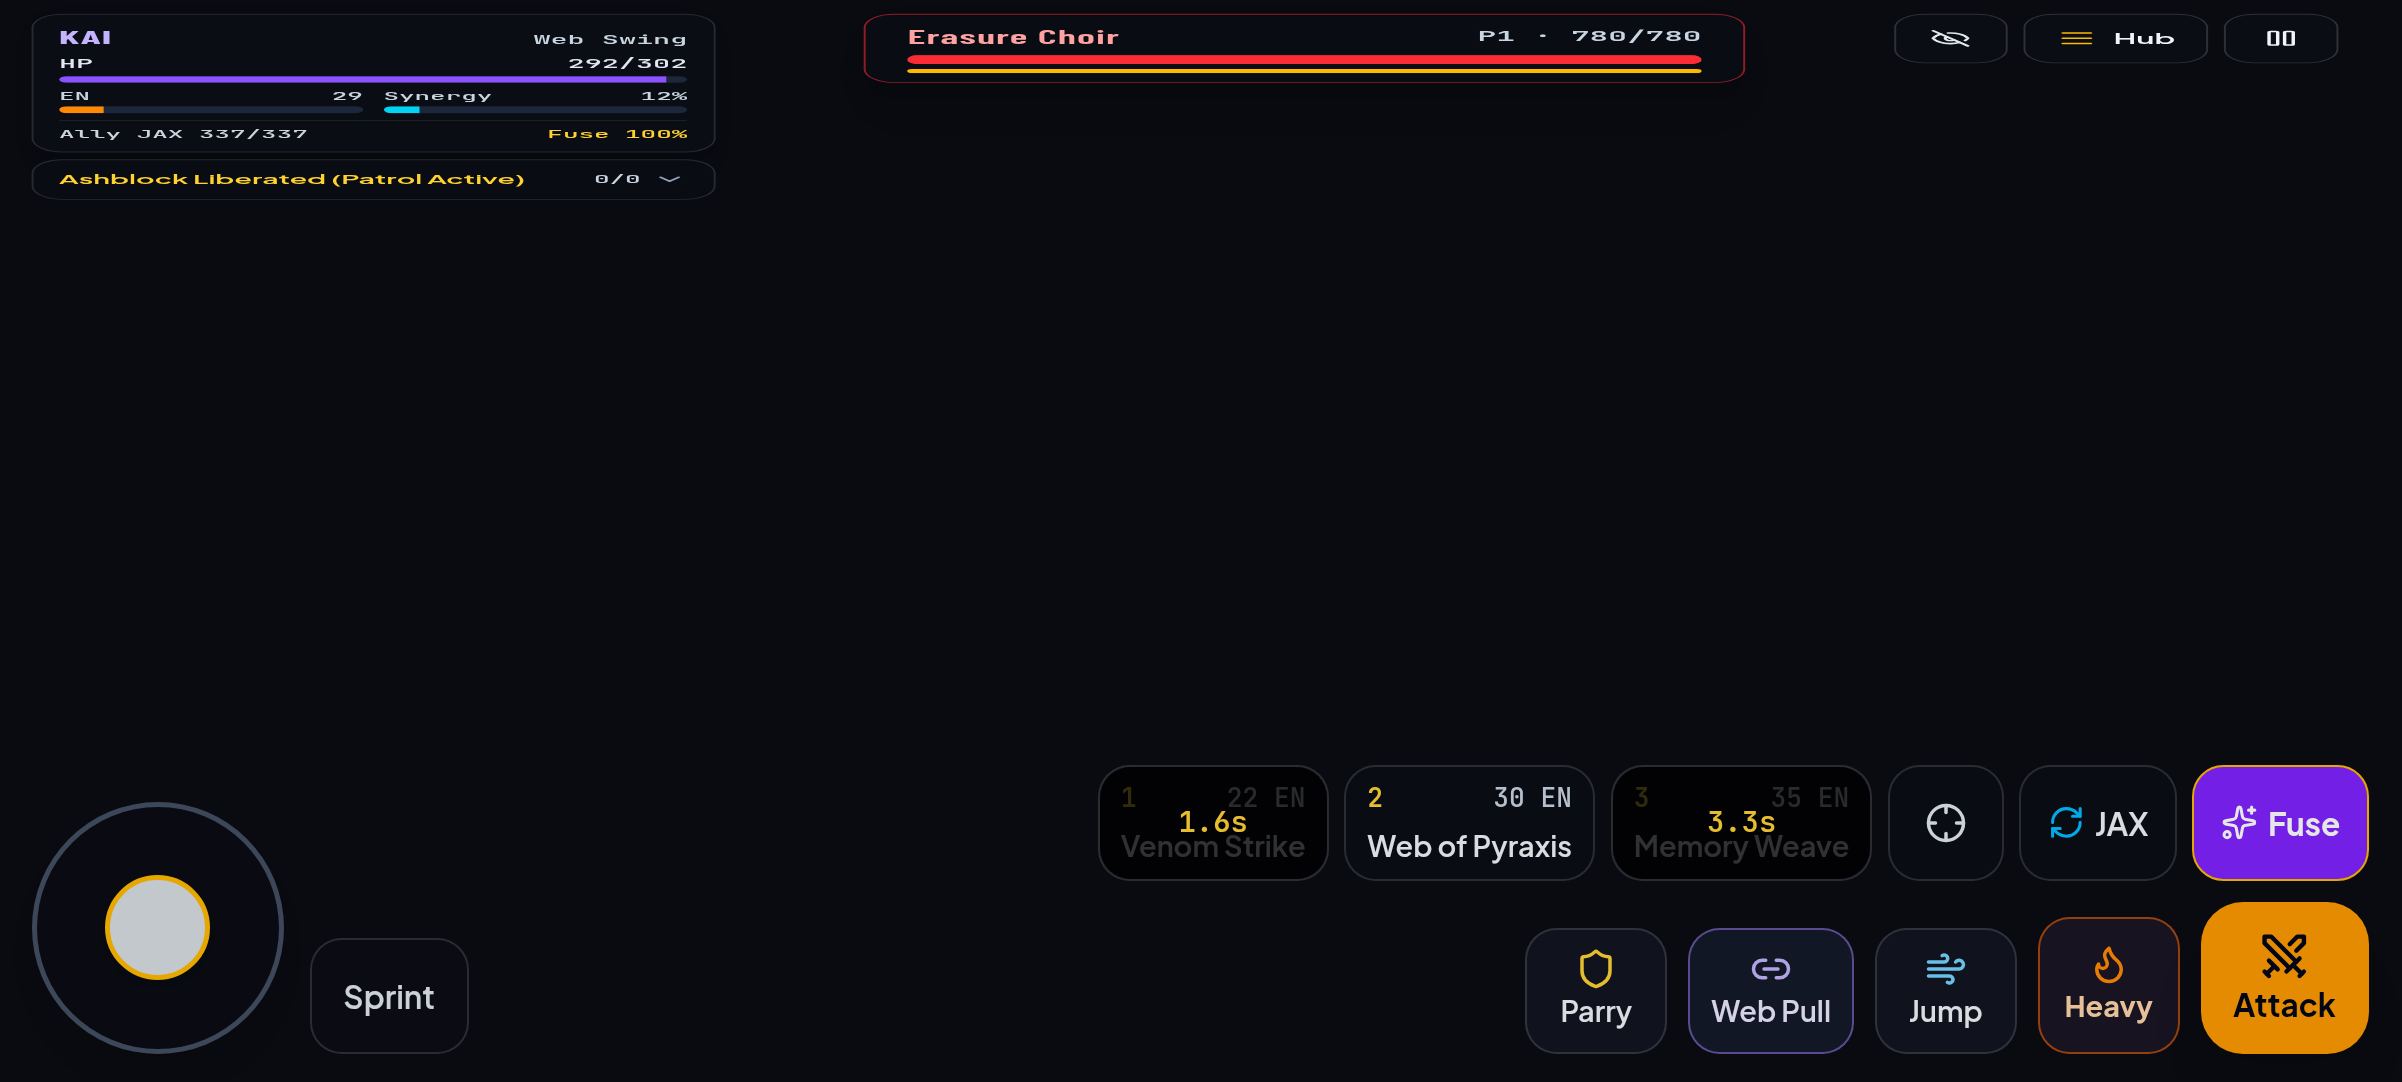 KAI Web Swing
HP 292/302
EN 29 Synergy 12%
Ally JAX 337/337 Fuse 100%
Ashblock Liberated (Patrol Active) 0/0
Erasure Choir P1 · 780/780
Hub
1 22 EN
1.6s
Venom Strike
2 30 EN
Web of Pyraxis
3 35 EN
3.3s
Memory Weave
JAX
Fuse
Sprint
Parry
Web Pull
Jump
Heavy
Attack